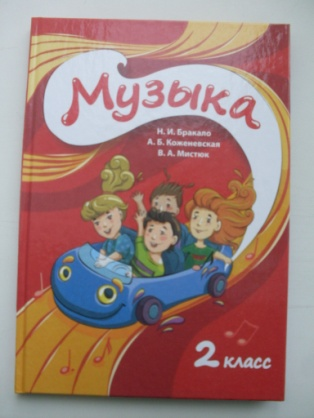 Музыка
Н. И. Бракало
А. Б. Коженевская
В. А. Мистюк
2 класс